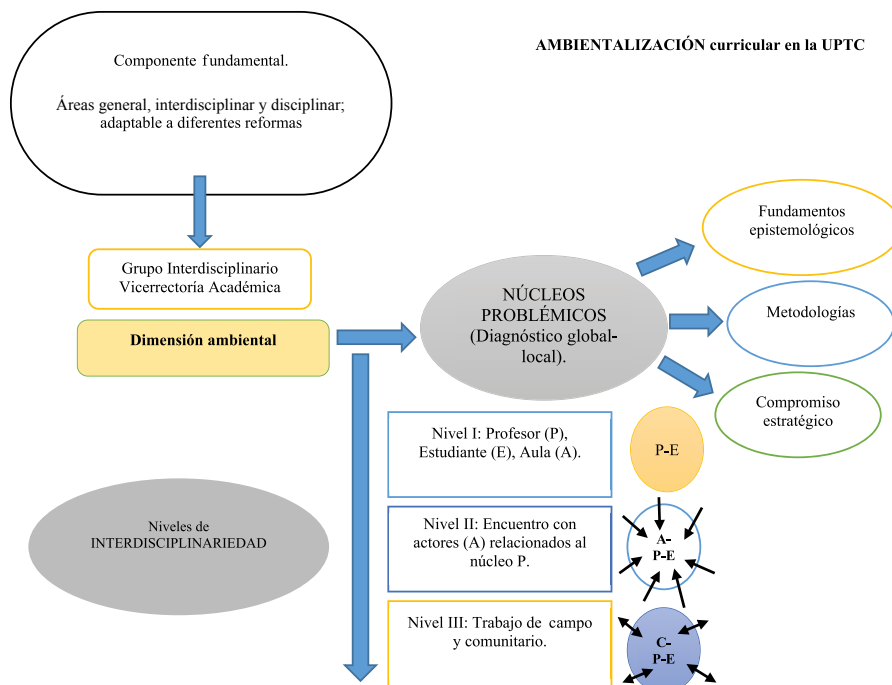 AMBIENTALIZACIÓN curricular en la UPTC
Componente fundamental.
Áreas general, interdisciplinar y disciplinar;
adaptable a diferentes reformas
Grupo Interdisciplinario
Vicerrectoría Académica
Dimensión ambiental
NÚCLEOS
PROBLÉMICOS
(Diagnóstico global-
local).
Fundamentos
epistemológicos
Metodologías
Compromiso
estratégico
Niveles de
INTERDISCIPLINARIEDAD
Nivel I: Profesor (P),
Estudiante (E), Aula (A).
P-E
Nivel II: Encuentro con
actores (A) relacionados al
núcleo P.
A-
P-E
Nivel III: Trabajo de campo
y comunitario.
C-
P-E